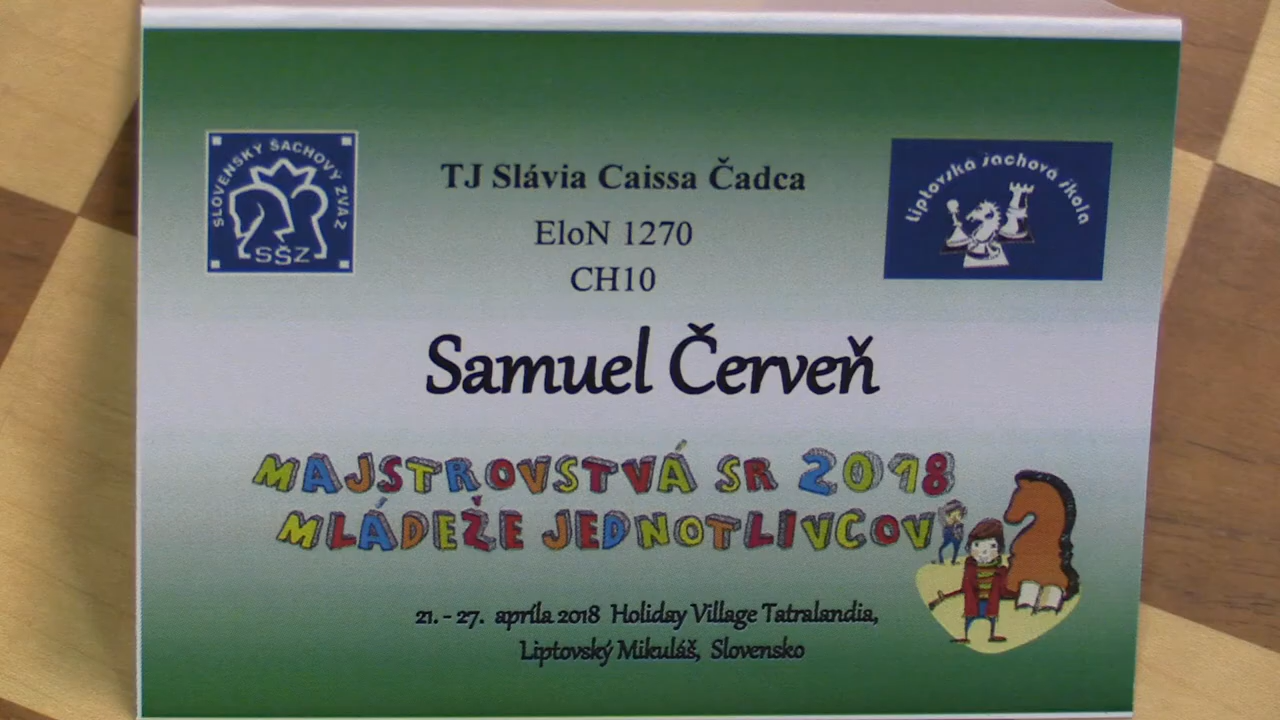 SLOVENSKÝ ŠACHOVÝ ZVÄZ
SŠZ
TJ Slávia Caissa Čadca
EloN 1270
CH10
Liptovská šachová škola
Samuel Červeň
MAJSTROVSTVÁ SR 2018
MLÁDEŽE JEDNOTLIVCOV
21. - 27. apríla 2018 Holiday Village Tatralandia,
Liptovský Mikuláš, Slovensko